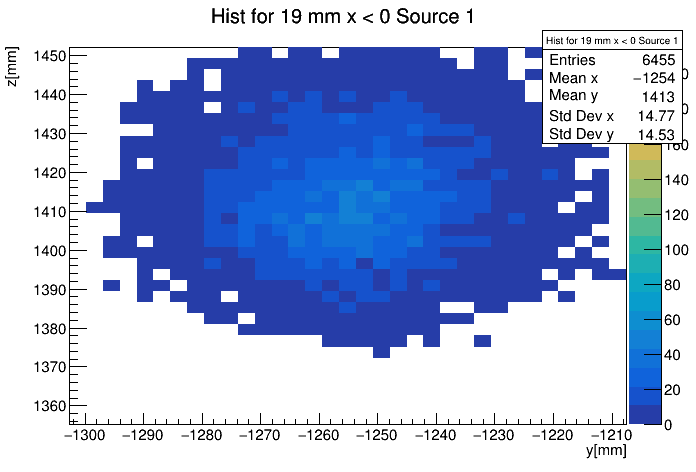 Hist for 19 mm x < 0 Source 1
z[mm]
Hist for 19 mm x < 0 Source 1
Entries 6455
Mean x −1254
Mean y 1413
Std Dev x 14.77
Std Dev y 14.53
1450
1440
1430
1420
1410
1400
1390
1380
1370
1360
160
140
120
100
80
60
40
20
0
−1300 −1290 −1280 −1270 −1260 −1250 −1240 −1230 −1220 −1210
y[mm]